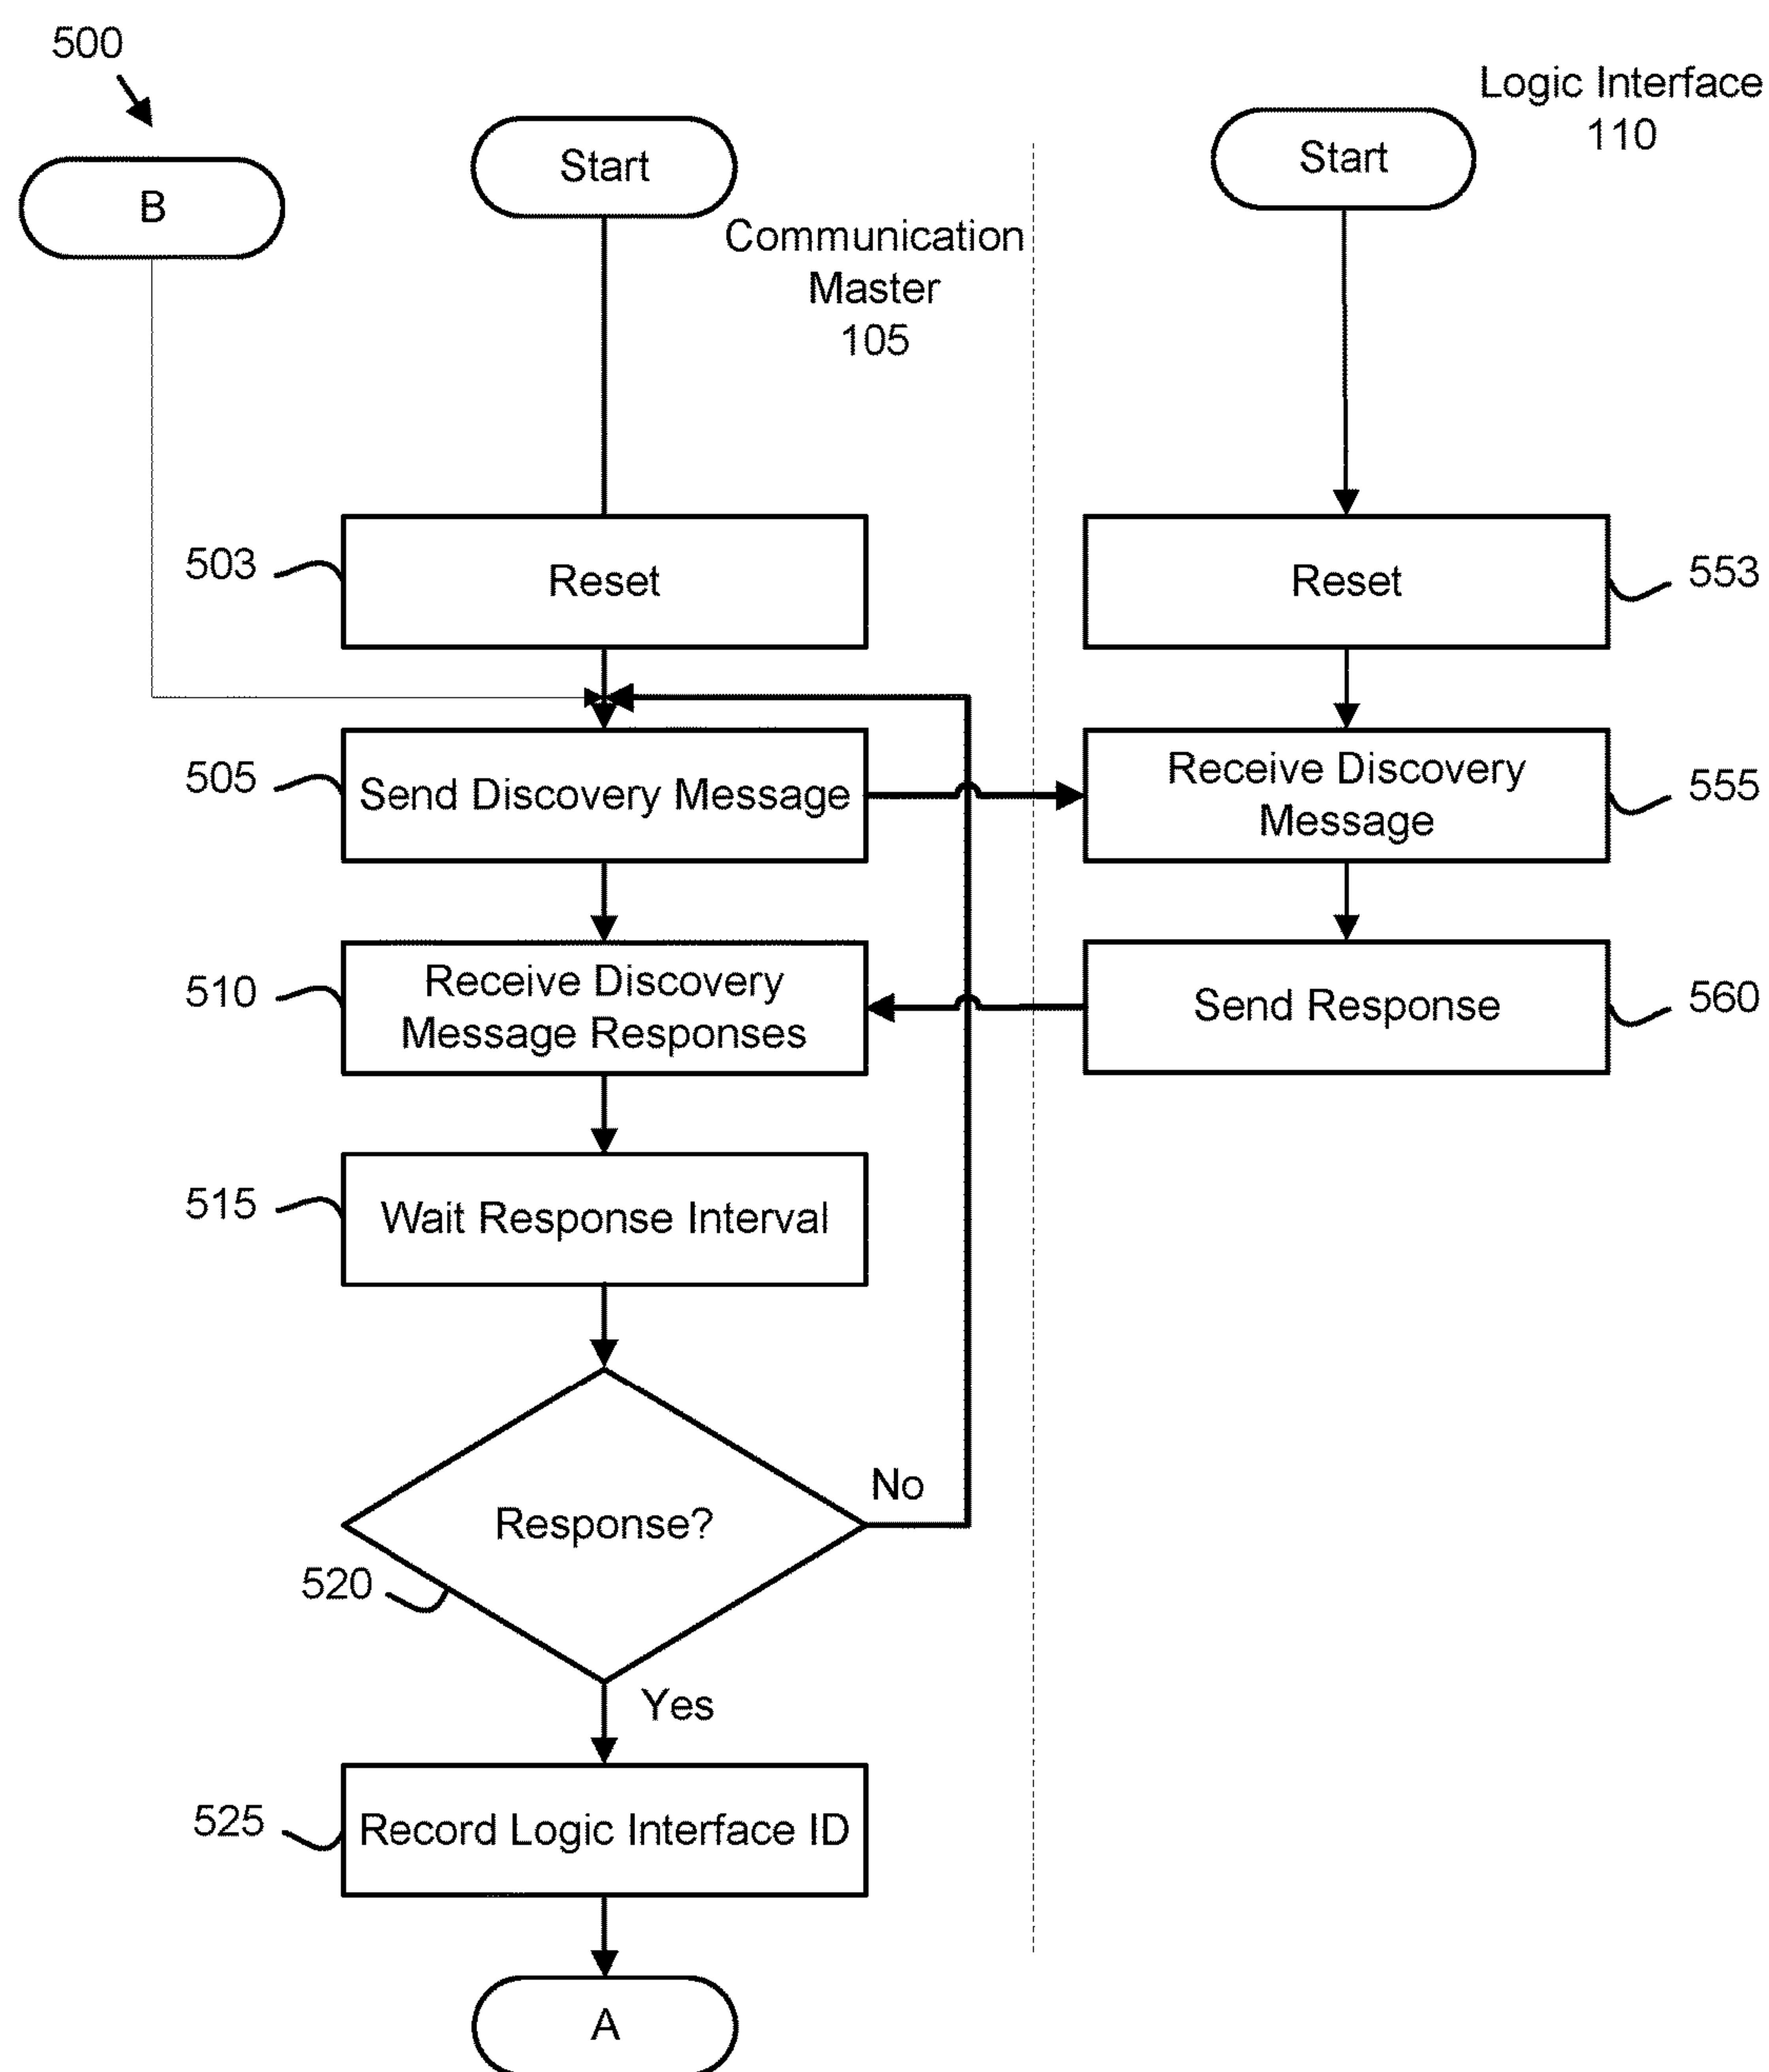 500
B
Start
Communication
Master
105
Logic Interface
110
Start
503
Reset
Reset
553
505
Send Discovery Message
Receive Discovery
Message
555
510
Receive Discovery
Message Responses
Send Response
560
515
Wait Response Interval
Response?
No
520
Yes
525
Record Logic Interface ID
A